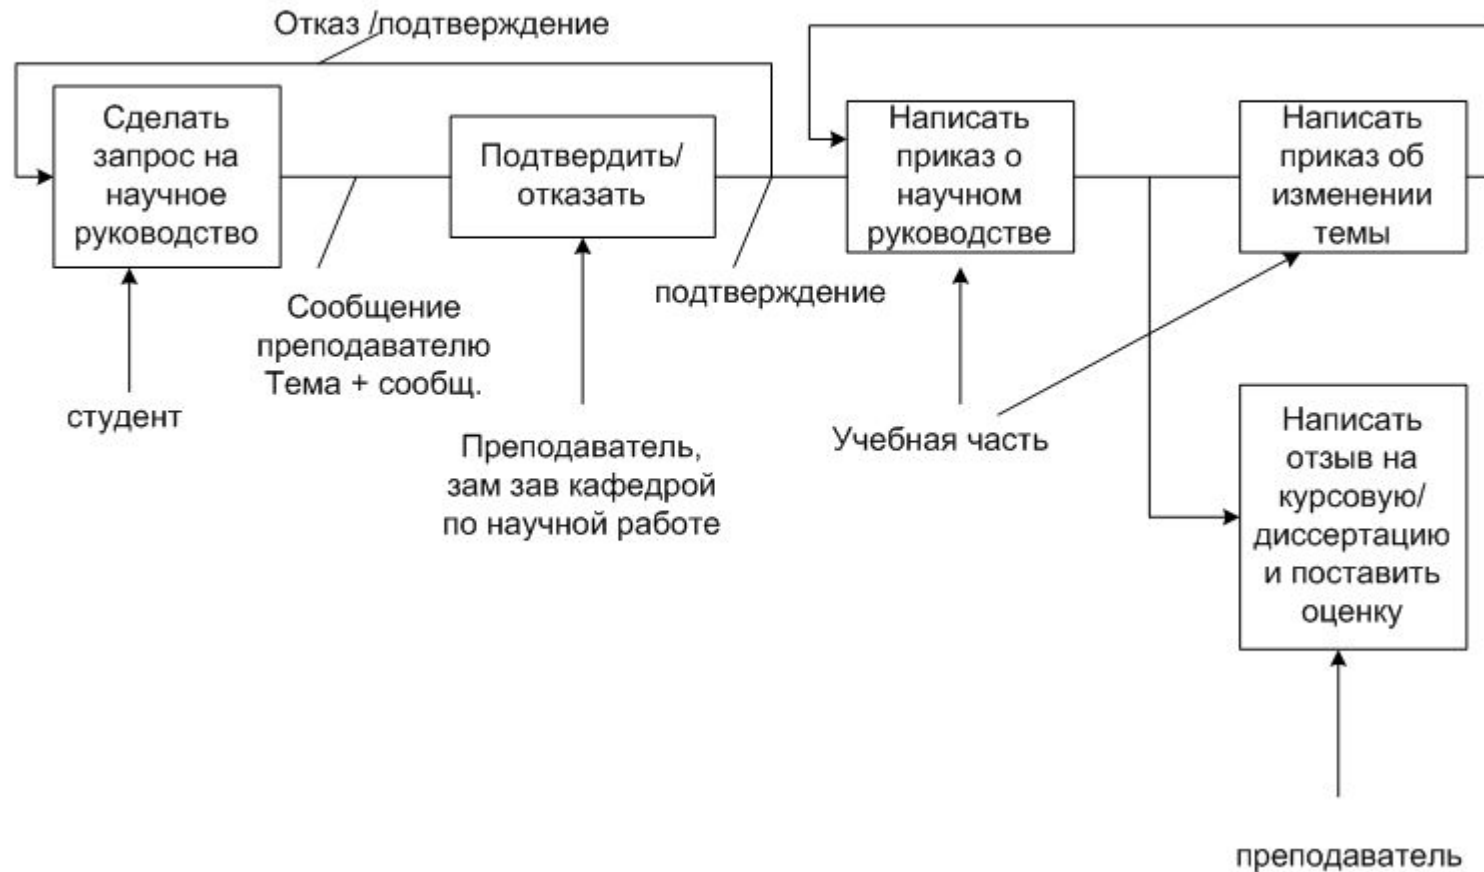 Отказ /подтверждение
Сделать
запрос на
научное
руководство
Подтвердить/
отказать
Написать
приказ о
научном
руководстве
Написать
приказ об
изменении
темы
Сообщение
преподавателю
Тема + сообщ.
подтверждение
студент
Преподаватель,
зам зав кафедрой
по научной работе
Учебная часть
Написать
отзыв на
курсовую/
диссертацию
и поставить
оценку
преподаватель